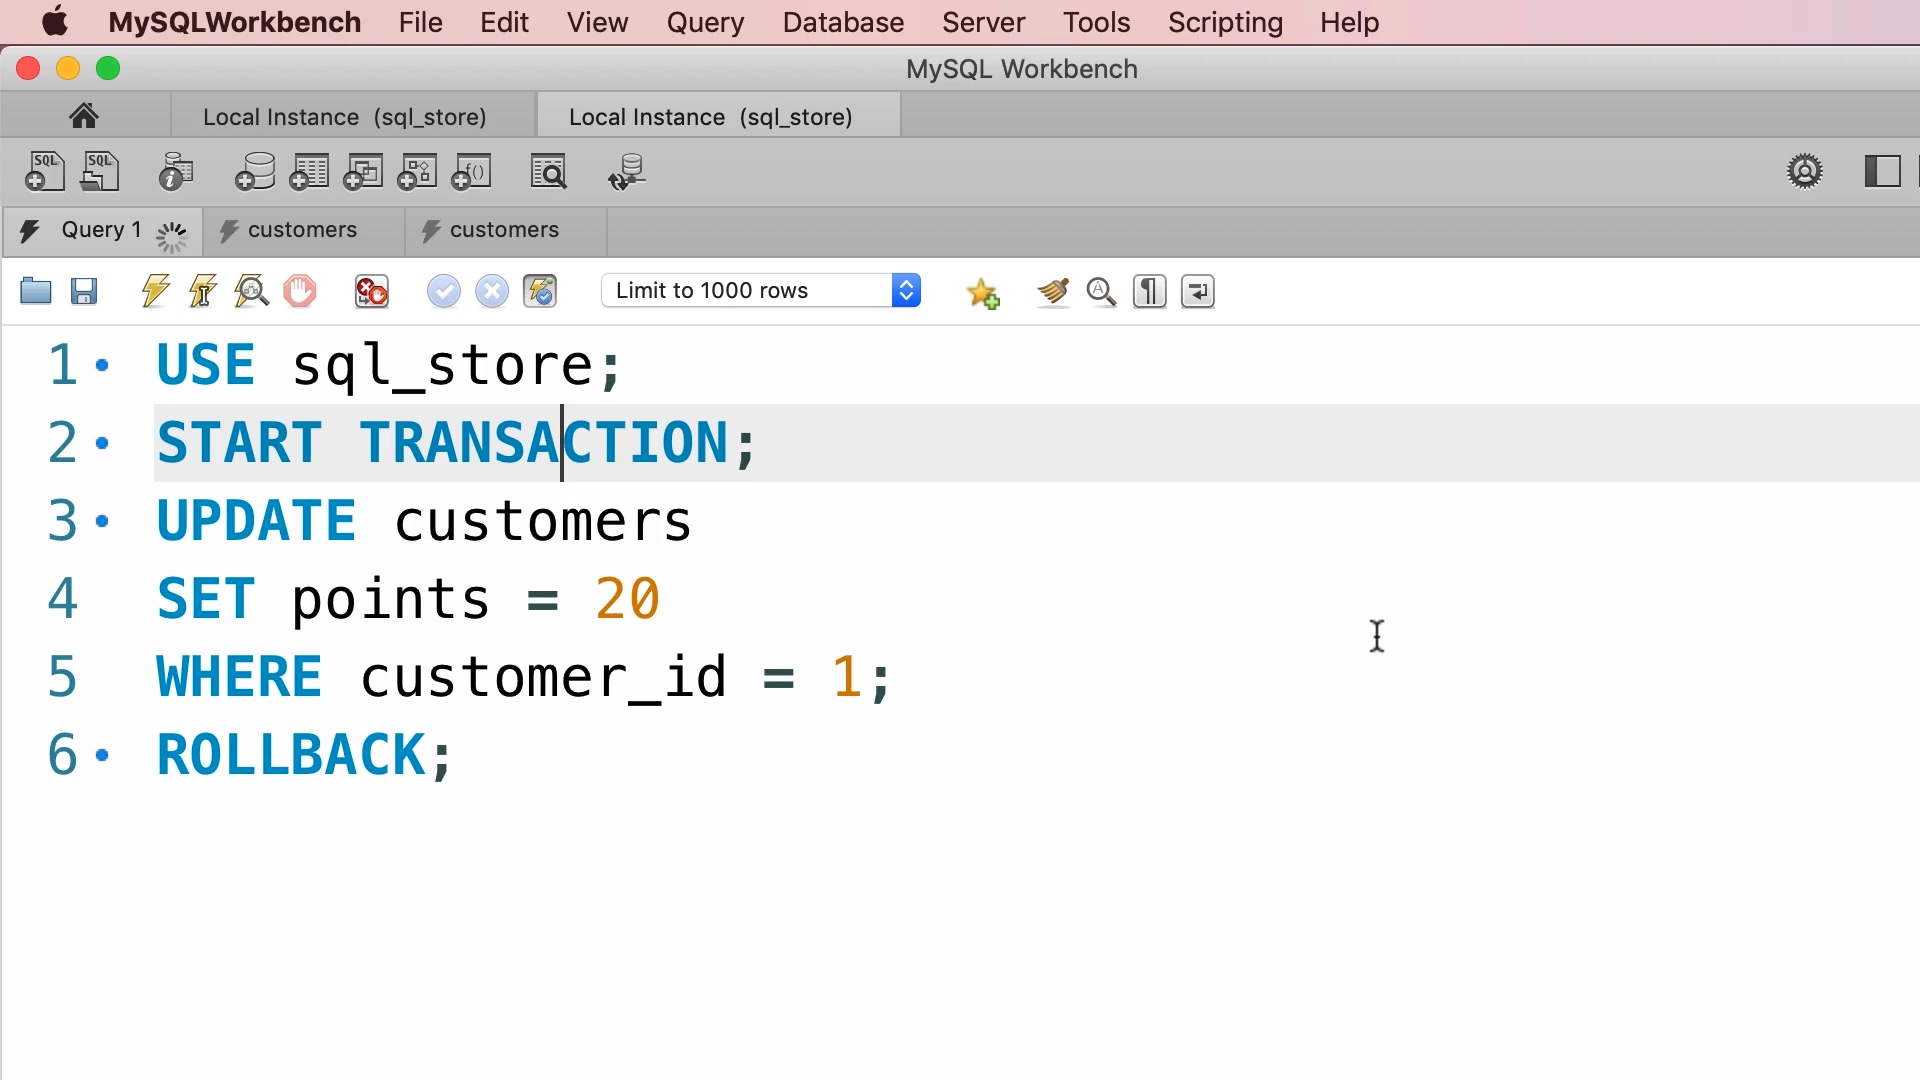 MySQLWorkbench File Edit View Query Database Server Tools Scripting Help
MySQL Workbench
Local Instance (sql_store) Local Instance (sql_store)
SQL SQL i f()
Query 1 customers customers
Limit to 1000 rows
1 USE sql_store;
2 START TRANSACTION;
3 UPDATE customers
4 SET points = 20
5 WHERE customer_id = 1;
6 ROLLBACK;